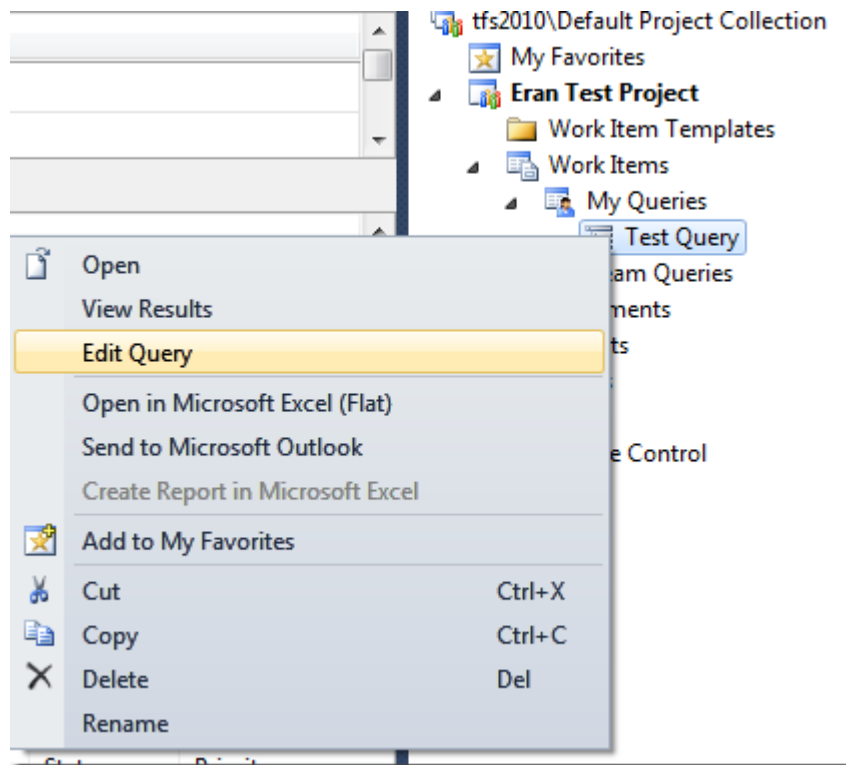 tfs2010\Default Project Collection
My Favorites
Eran Test Project
Work Item Templates
Work Items
My Queries
Test Query
Queries
e Control
Open
View Results
Edit Query
Open in Microsoft Excel (Flat)
Send to Microsoft Outlook
Create Report in Microsoft Excel
Add to My Favorites
Cut Ctrl+X
Copy Ctrl+C
Delete Del
Rename